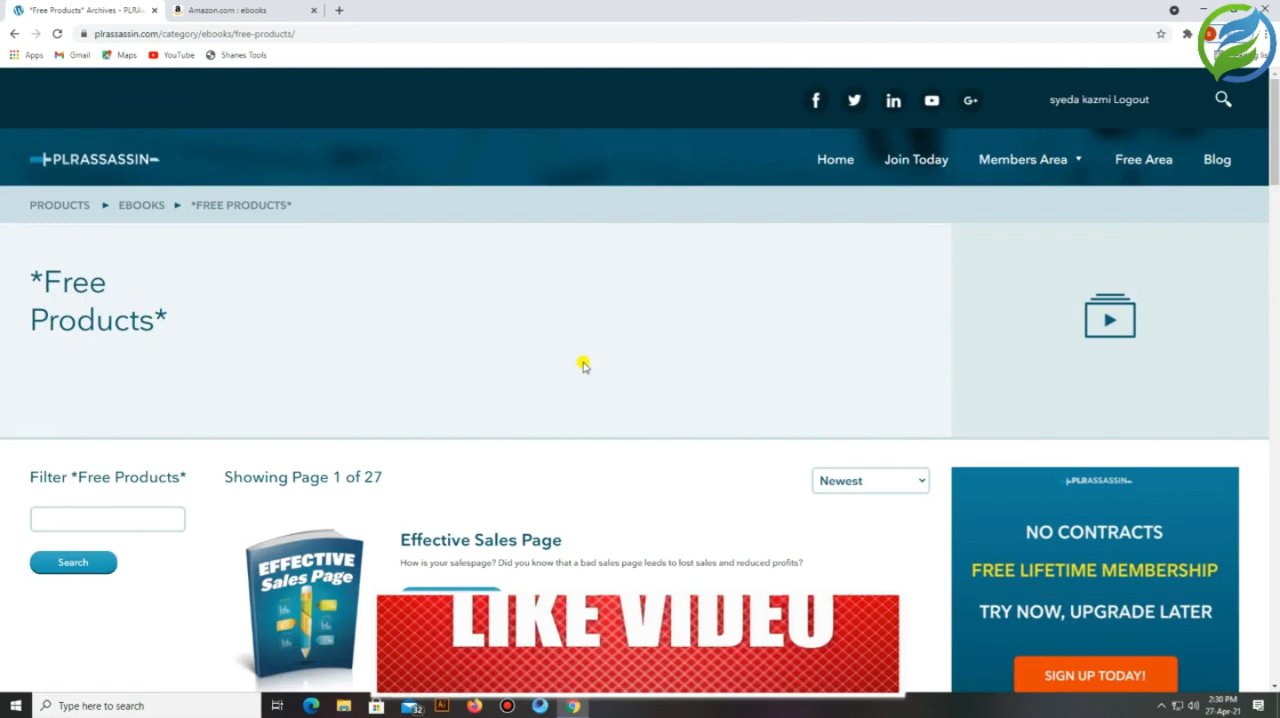 *Free Products* Archives - PLRA
Amazon.com : ebooks
plrassassin.com/category/ebooks/free-products/
Apps
Gmail
Maps
YouTube
Shanes Tools
syeda kazmi Logout
PLRASSASSIN
Home
Join Today
Members Area
Free Area
Blog
PRODUCTS
EBOOKS
*FREE PRODUCTS*
*Free
Products*
Filter *Free Products*
Showing Page 1 of 27
Newest
Search
EFFECTIVE
Sales Page
Effective Sales Page
How is your salespage? Did you know that a bad sales page leads to lost sales and reduced profits?
LIKE VIDEO
PLRASSASSIN
NO CONTRACTS
FREE LIFETIME MEMBERSHIP
TRY NOW, UPGRADE LATER
SIGN UP TODAY!
Type here to search
32
Ai
2:30 PM
27-Apr-21